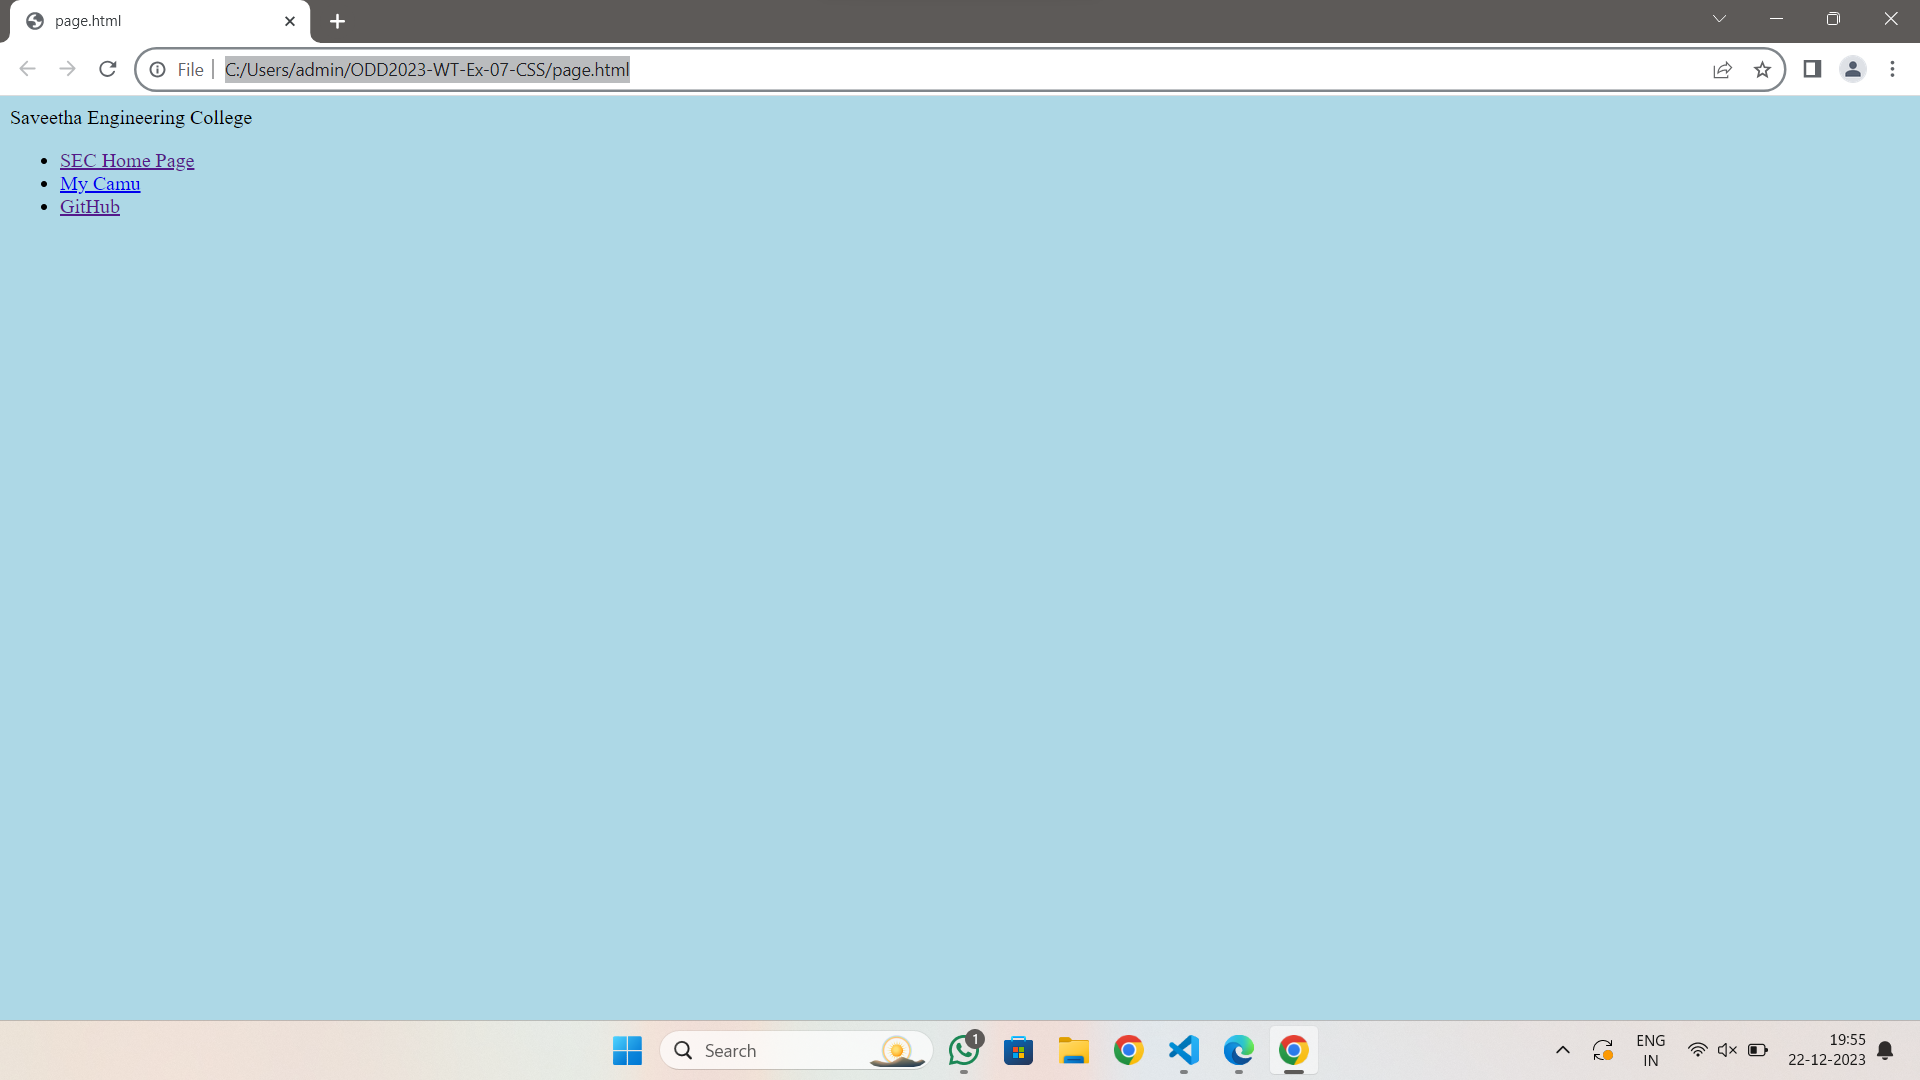 page.html
File
C:/Users/admin/ODD2023-WT-Ex-07-CSS/page.html
Saveetha Engineering College
SEC Home Page
My Camu
GitHub
Search
1
ENG
IN
19:55
22-12-2023